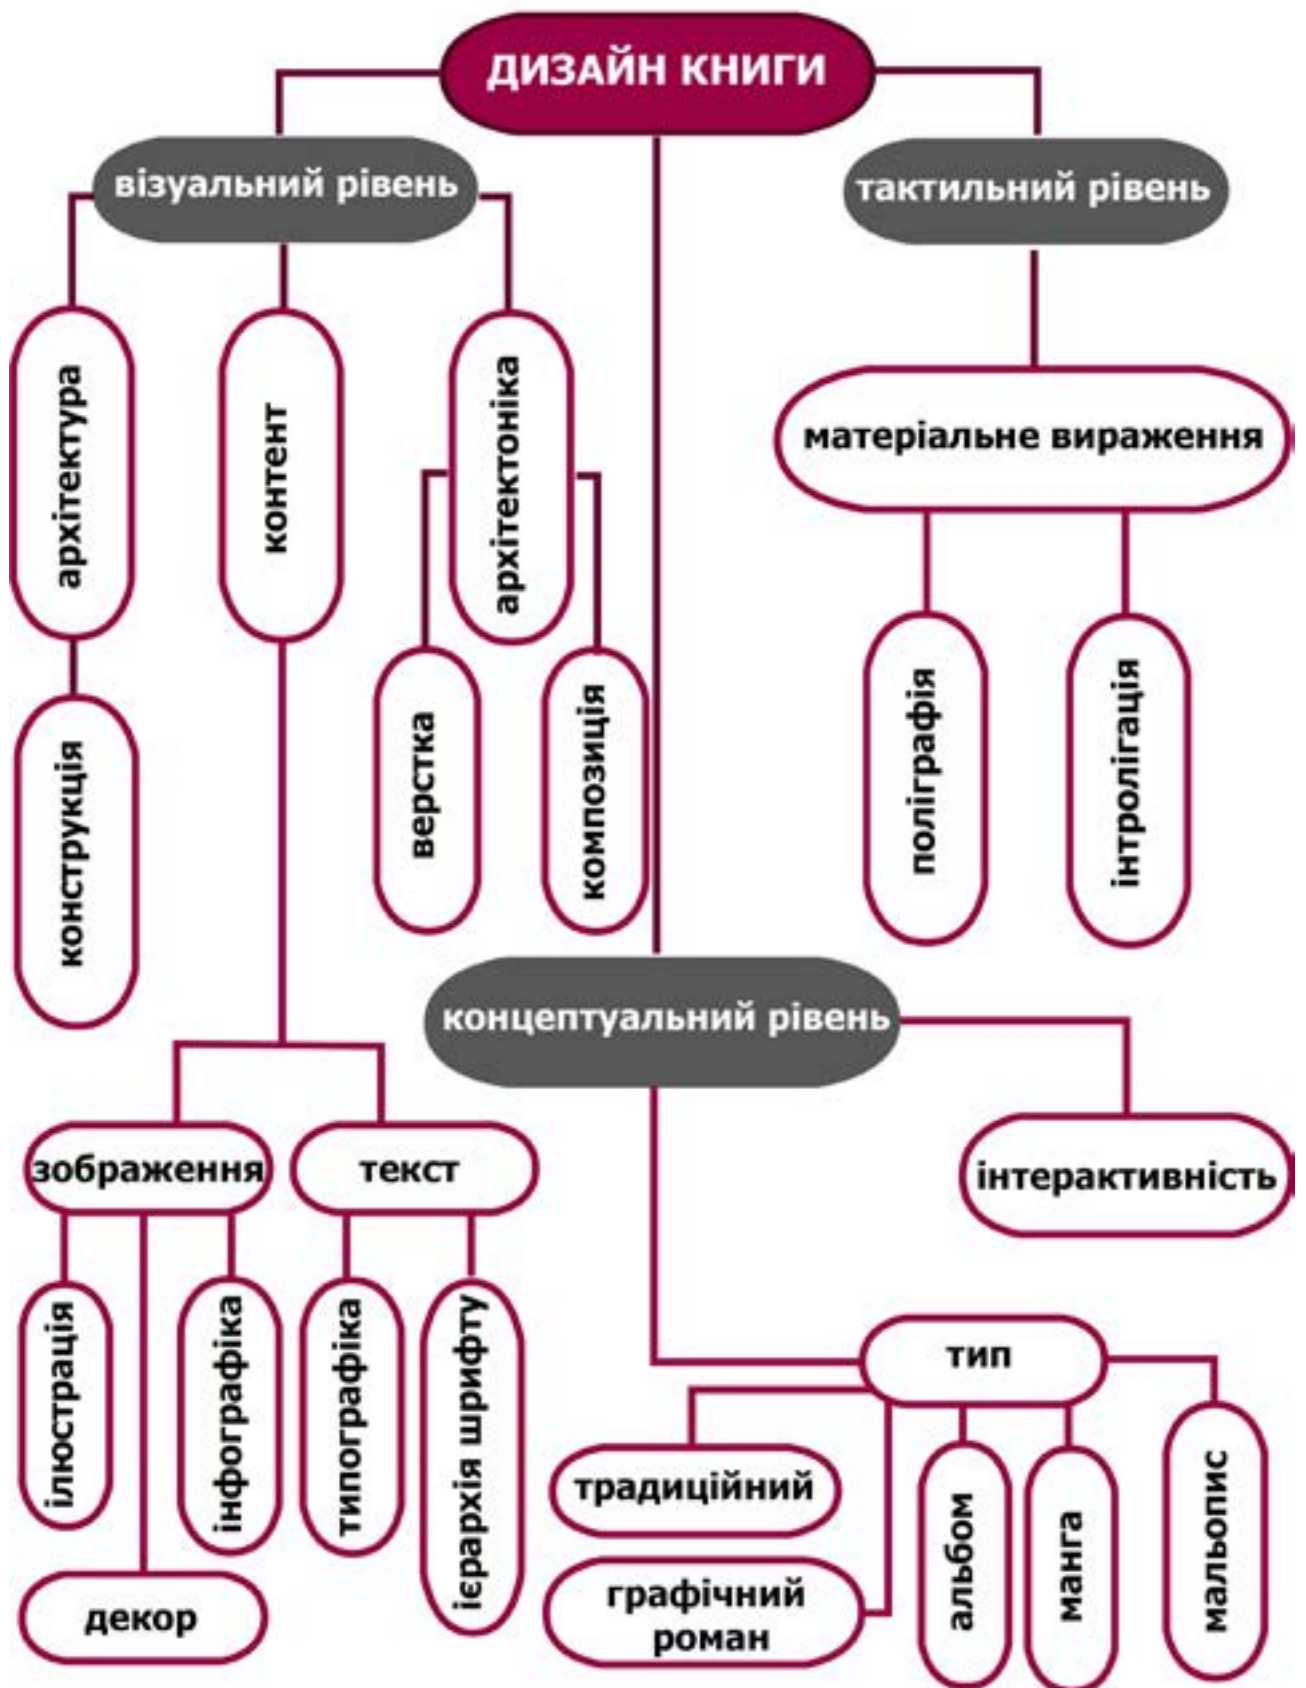 ДИЗАЙН КНИГИ
візуальний рівень
тактильний рівень
архітектура
контент
архітектоніка
матеріальне вираження
конструкція
верстка
композиція
поліграфія
інтролігація
концептуальний рівень
зображення
текст
інтерактивність
ілюстрація
декор
інфографіка
типографіка
ієрархія шрифту
тип
традиційний
графічний
роман
альбом
манга
мальопис